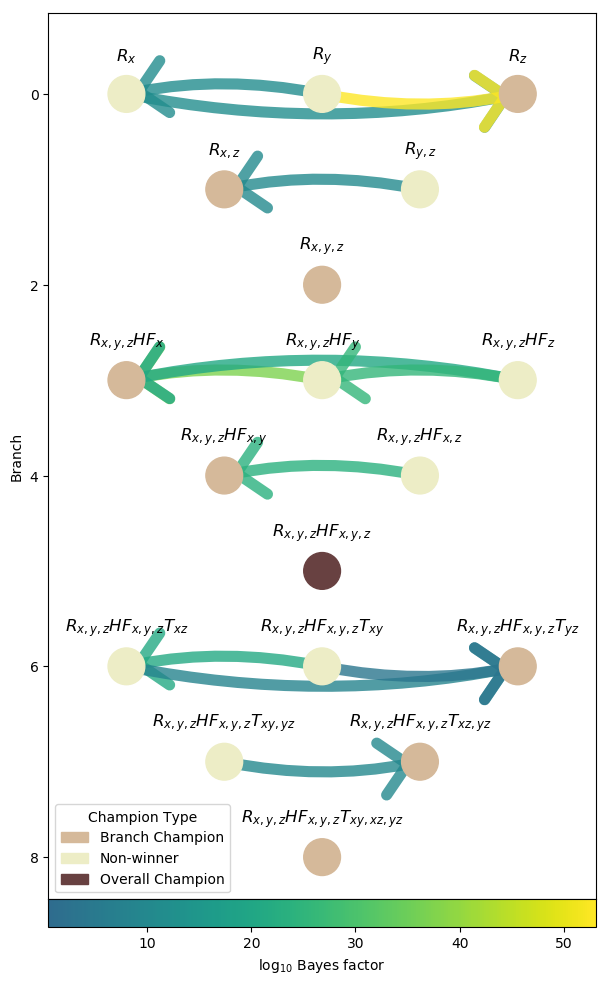 R_x R_y R_z
0
R_{x,z} R_{y,z}
R_{x,y,z}
2
R_{x,y,z}HF_x R_{x,y,z}HF_y R_{x,y,z}HF_z
R_{x,y,z}HF_{x,y} R_{x,y,z}HF_{x,z}
4
Branch
R_{x,y,z}HF_{x,y,z}
R_{x,y,z}HF_{x,y,z}T_{xz} R_{x,y,z}HF_{x,y,z}T_{xy} R_{x,y,z}HF_{x,y,z}T_{yz}
6
R_{x,y,z}HF_{x,y,z}T_{xy,yz} R_{x,y,z}HF_{x,y,z}T_{xz,yz}
R_{x,y,z}HF_{x,y,z}T_{xy,xz,yz}
8
Champion Type
Branch Champion
Non-winner
Overall Champion
10 20 30 40 50
log_{10} Bayes factor